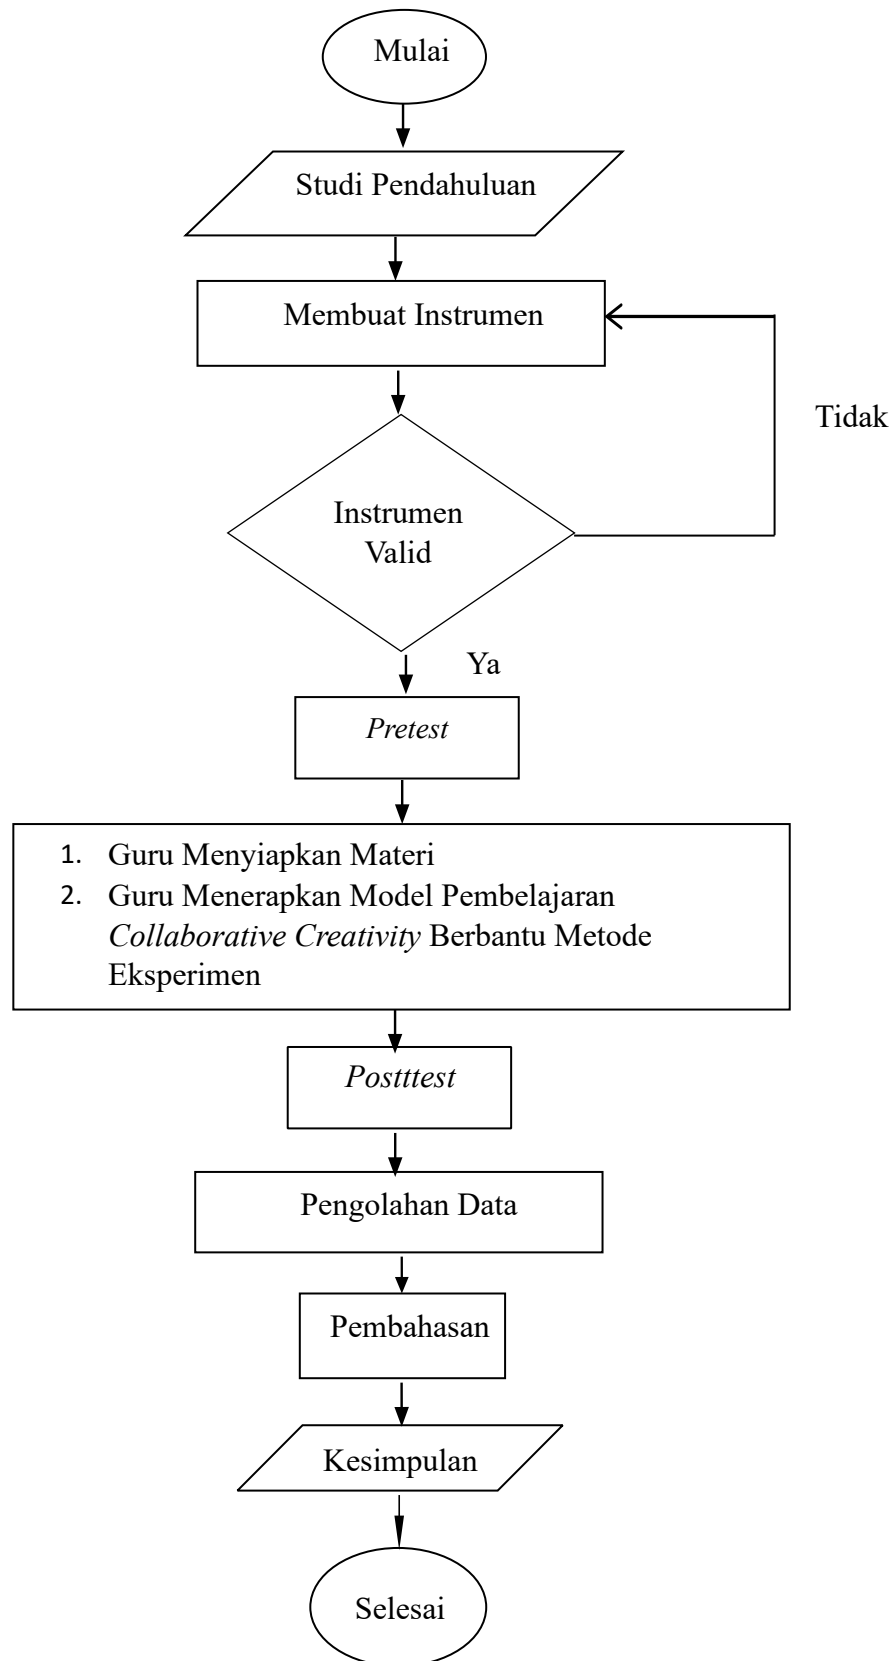 Mulai
Studi Pendahuluan
Membuat Instrumen
Tidak
Instrumen
Valid
Ya
Pretest
1. Guru Menyiapkan Materi
2. Guru Menerapkan Model Pembelajaran
Collaborative Creativity Berbantu Metode
Eksperimen
Postttest
Pengolahan Data
Pembahasan
Kesimpulan
Selesai